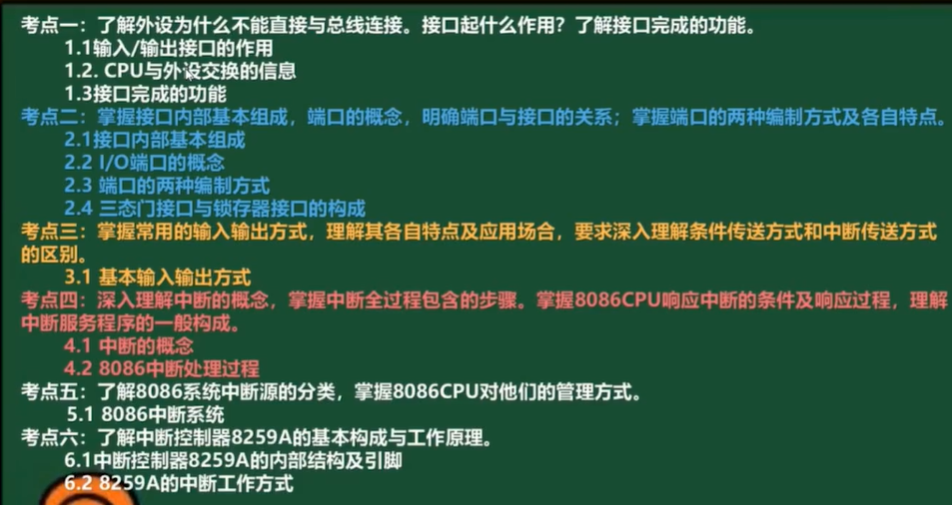 考点一：了解外设为什么不能直接与总线连接。接口起什么作用？了解接口完成的功能。
1.1输入/输出接口的作用
1.2. CPU与外设交换的信息
1.3接口完成的功能
考点二：掌握接口内部基本组成，端口的概念，明确端口与接口的关系；掌握端口的两种编制方式及各自特点。
2.1接口内部基本组成
2.2 I/O端口的概念
2.3 端口的两种编制方式
2.4 三态门接口与锁存器接口的构成
考点三：掌握常用的输入输出方式，理解其各自特点及应用场合，要求深入理解条件传送方式和中断传送方式
的区别。
3.1 基本输入输出方式
考点四：深入理解中断的概念，掌握中断全过程包含的步骤。掌握8086CPU响应中断的条件及响应过程，理解
中断服务程序的一般构成。
4.1 中断的概念
4.2 8086中断处理过程
考点五：了解8086系统中断源的分类，掌握8086CPU对他们的管理方式。
5.1 8086中断系统
考点六：了解中断控制器8259A的基本构成与工作原理。
6.1中断控制器8259A的内部结构及引脚
6.2 8259A的中断工作方式